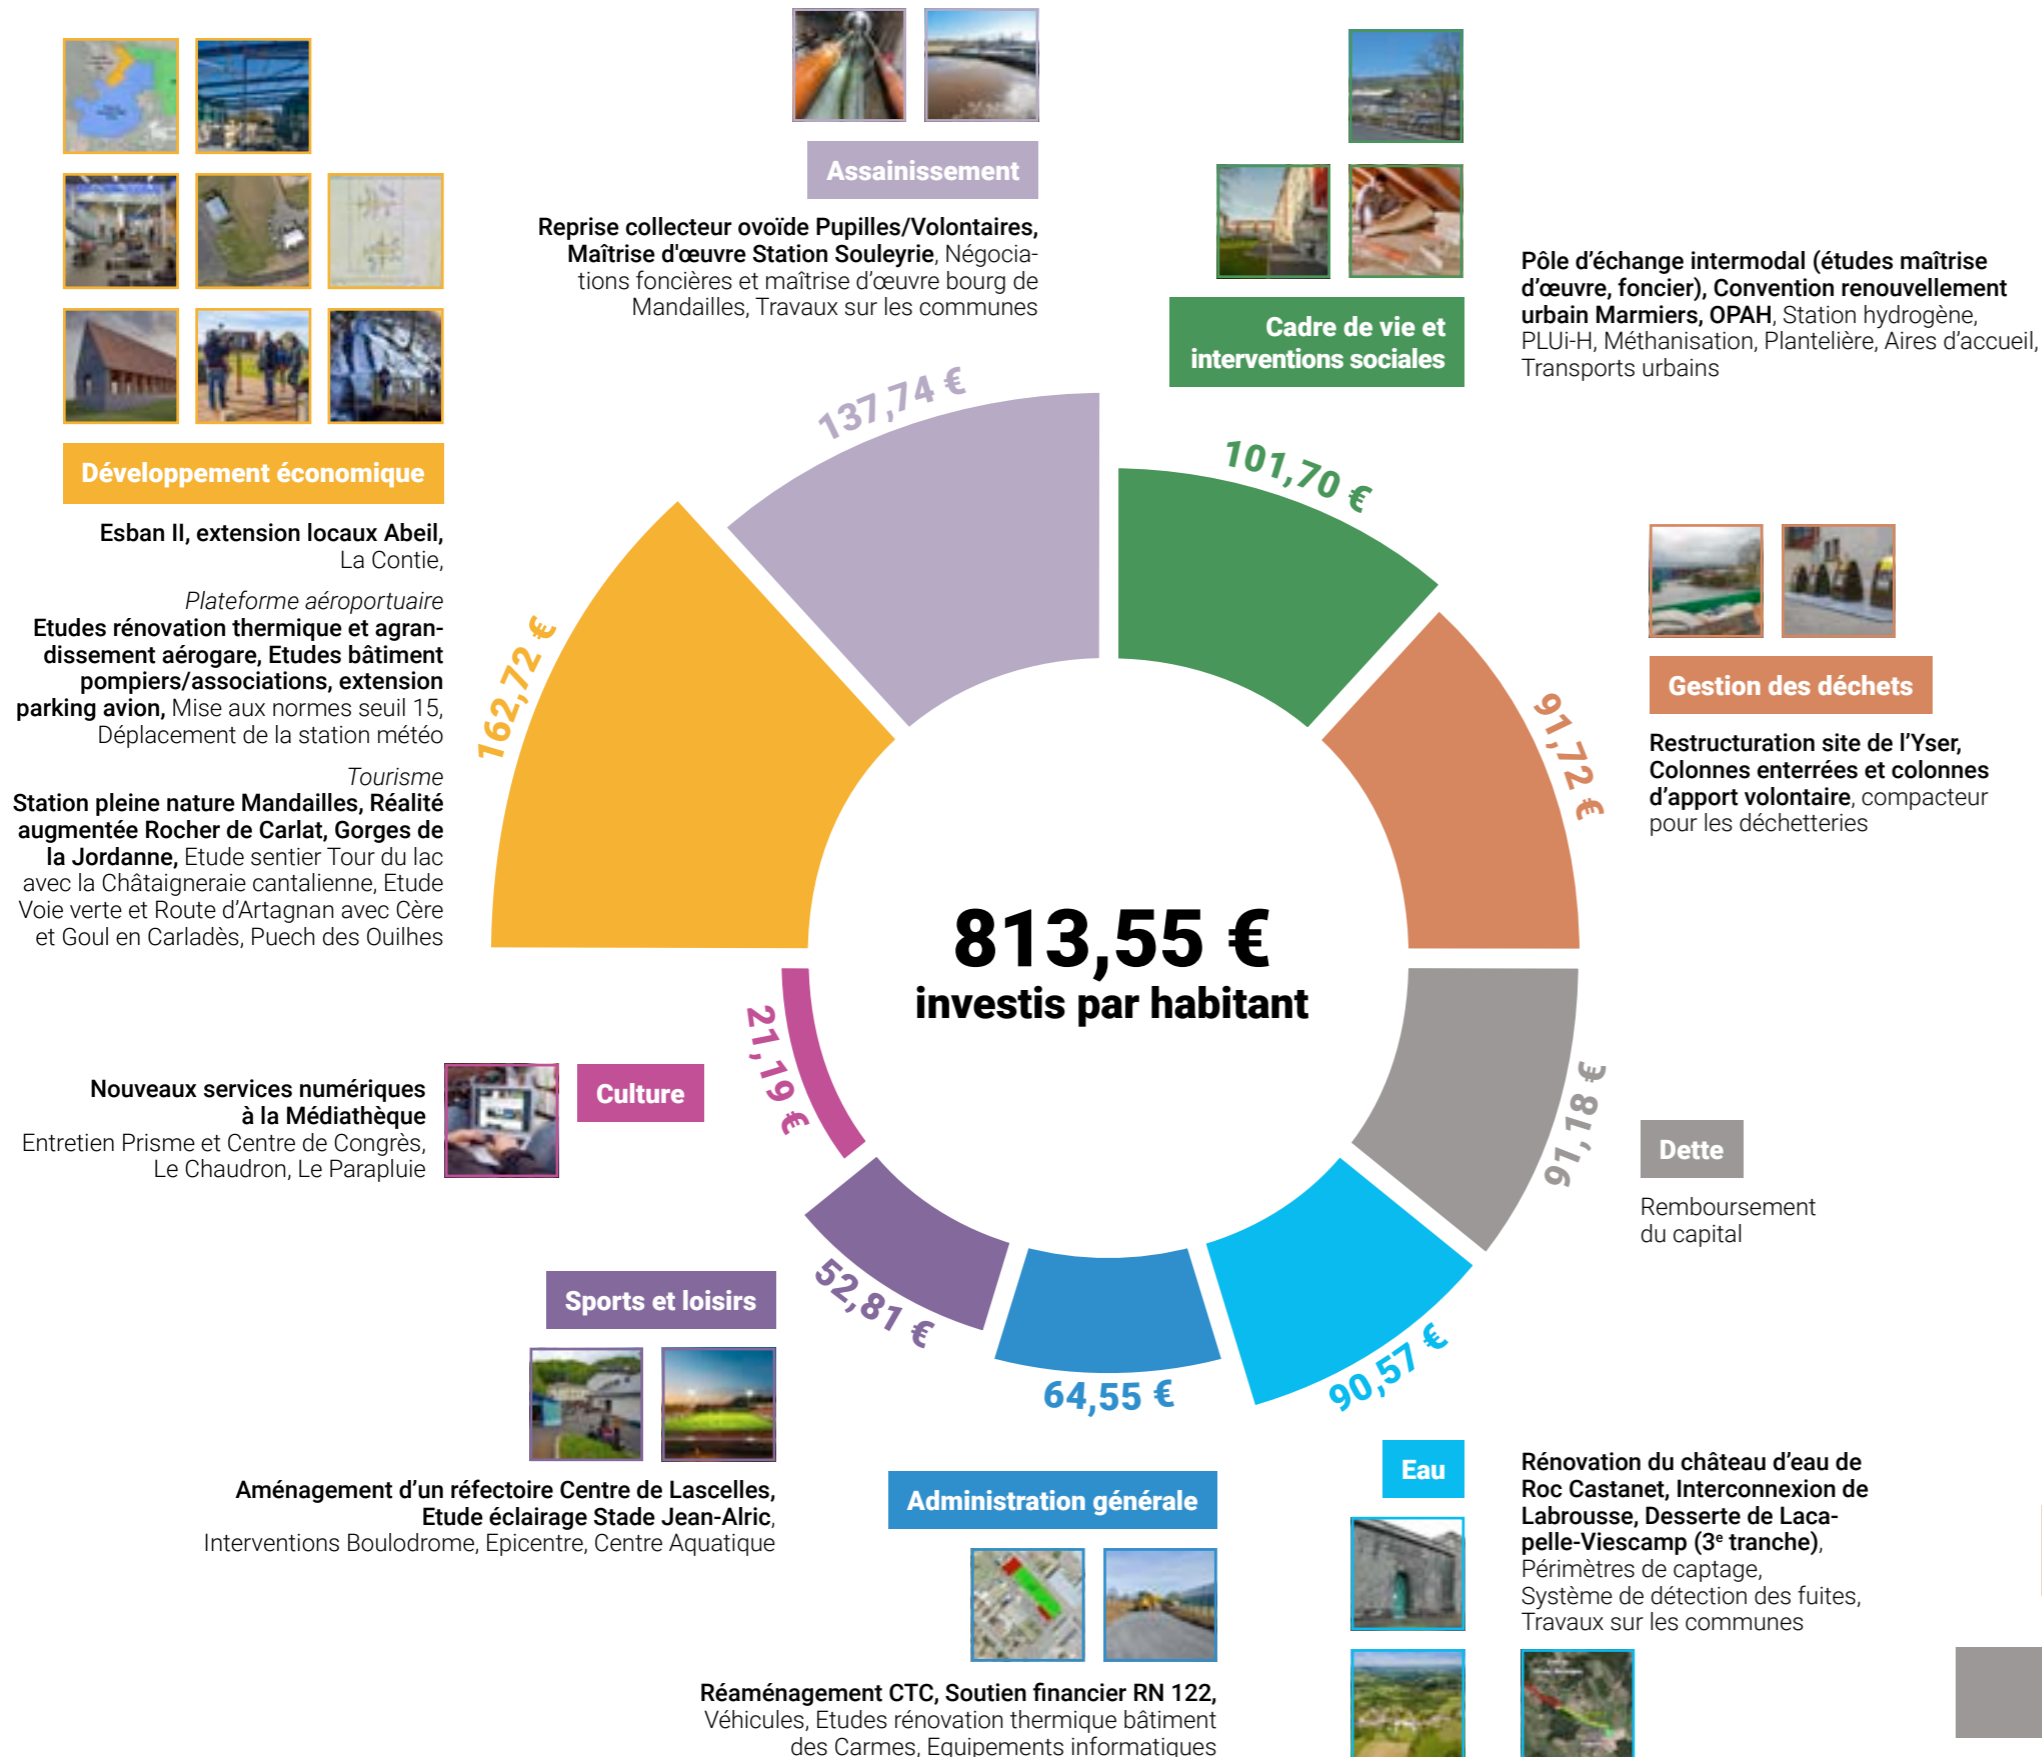 Assainissement
Reprise collecteur ovoïde Pupilles/Volontaires,
Maîtrise d'œuvre Station Souleyrie, Négocia-
tions foncières et maîtrise d’œuvre bourg de
Mandailles, Travaux sur les communes
137,74 €
Cadre de vie et
interventions sociales
Pôle d’échange intermodal (études maîtrise
d’œuvre, foncier), Convention renouvellement
urbain Marmiers, OPAH, Station hydrogène,
PLUi-H, Méthanisation, Plantelière, Aires d’accueil,
Transports urbains
101,70 €
Développement économique
Esban II, extension locaux Abeil,
La Contie,
Plateforme aéroportuaire
Etudes rénovation thermique et agran-
dissement aérogare, Etudes bâtiment
pompiers/associations, extension
parking avion, Mise aux normes seuil 15,
Déplacement de la station météo
Tourisme
Station pleine nature Mandailles, Réalité
augmentée Rocher de Carlat, Gorges de
la Jordanne, Etude sentier Tour du lac
avec la Châtaigneraie cantalienne, Etude
Voie verte et Route d’Artagnan avec Cère
et Goul en Carladès, Puech des Ouilhes
162,72 €
Gestion des déchets
Restructuration site de l’Yser,
Colonnes enterrées et colonnes
d’apport volontaire, compacteur
pour les déchetteries
91,72 €
813,55 €
investis par habitant
Nouveaux services numériques
à la Médiathèque
Entretien Prisme et Centre de Congrès,
Le Chaudron, Le Parapluie
Culture
21,19 €
Dette
Remboursement
du capital
91,18 €
Sports et loisirs
52,81 €
Aménagement d’un réfectoire Centre de Lascelles,
Etude éclairage Stade Jean-Alric,
Interventions Boulodrome, Epicentre, Centre Aquatique
64,55 €
Administration générale
Réaménagement CTC, Soutien financier RN 122,
Véhicules, Etudes rénovation thermique bâtiment
des Carmes, Equipements informatiques
90,57 €
Eau
Rénovation du château d’eau de
Roc Castanet, Interconnexion de
Labrousse, Desserte de Laca-
pelle-Viescamp (3e tranche),
Périmètres de captage,
Système de détection des fuites,
Travaux sur les communes